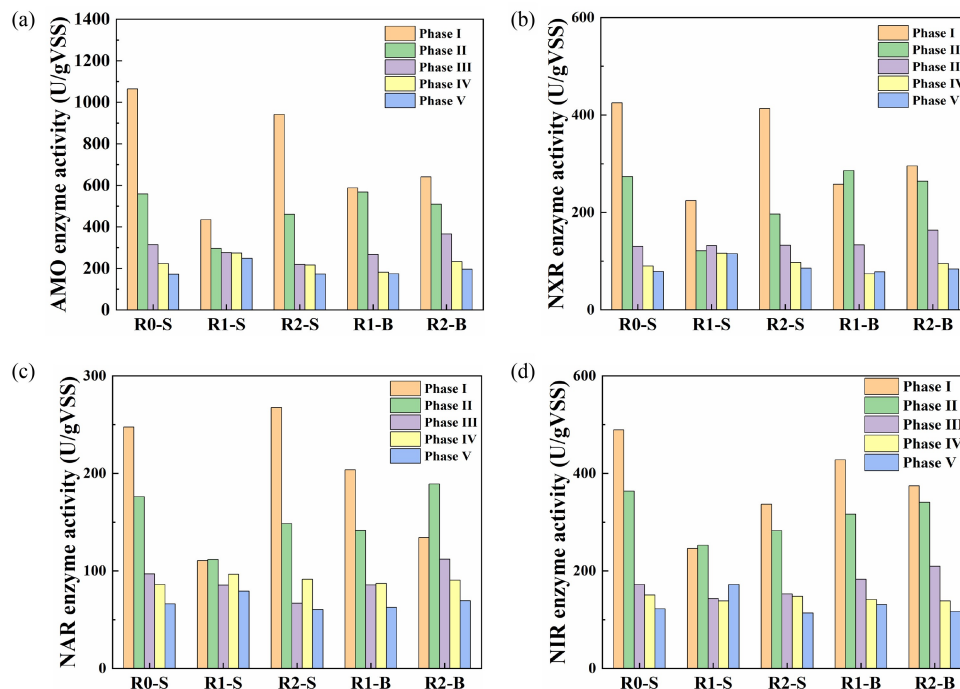 (a)
AMO enzyme activity (U/gVSS)
1400
1200
1000
800
600
400
200
0
Phase I
Phase II
Phase III
Phase IV
Phase V
R0-S R1-S R2-S R1-B R2-B
(b)
NXR enzyme activity (U/gVSS)
600
400
200
0
Phase I
Phase II
Phase II
Phase IV
Phase V
R0-S R1-S R2-S R1-B R2-B
(c)
NAR enzyme activity (U/gVSS)
300
200
100
0
Phase I
Phase II
Phase III
Phase IV
Phase V
R0-S R1-S R2-S R1-B R2-B
(d)
NIR enzyme activity (U/gVSS)
600
400
200
0
Phase I
Phase II
Phase III
Phase IV
Phase V
R0-S R1-S R2-S R1-B R2-B